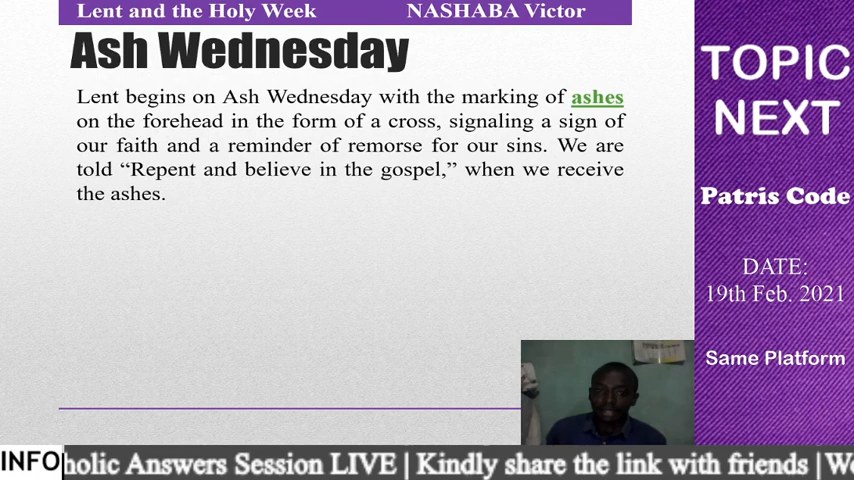 Lent and the Holy Week NASHABA Victor
Ash Wednesday
Lent begins on Ash Wednesday with the marking of ashes
on the forehead in the form of a cross, signaling a sign of
our faith and a reminder of remorse for our sins. We are
told “Repent and believe in the gospel,” when we receive
the ashes.
TOPIC
NEXT
Patris Code
DATE:
19th Feb, 2021
Same Platform
INFO holic Answers Session LIVE | Kindly share the link with friends |